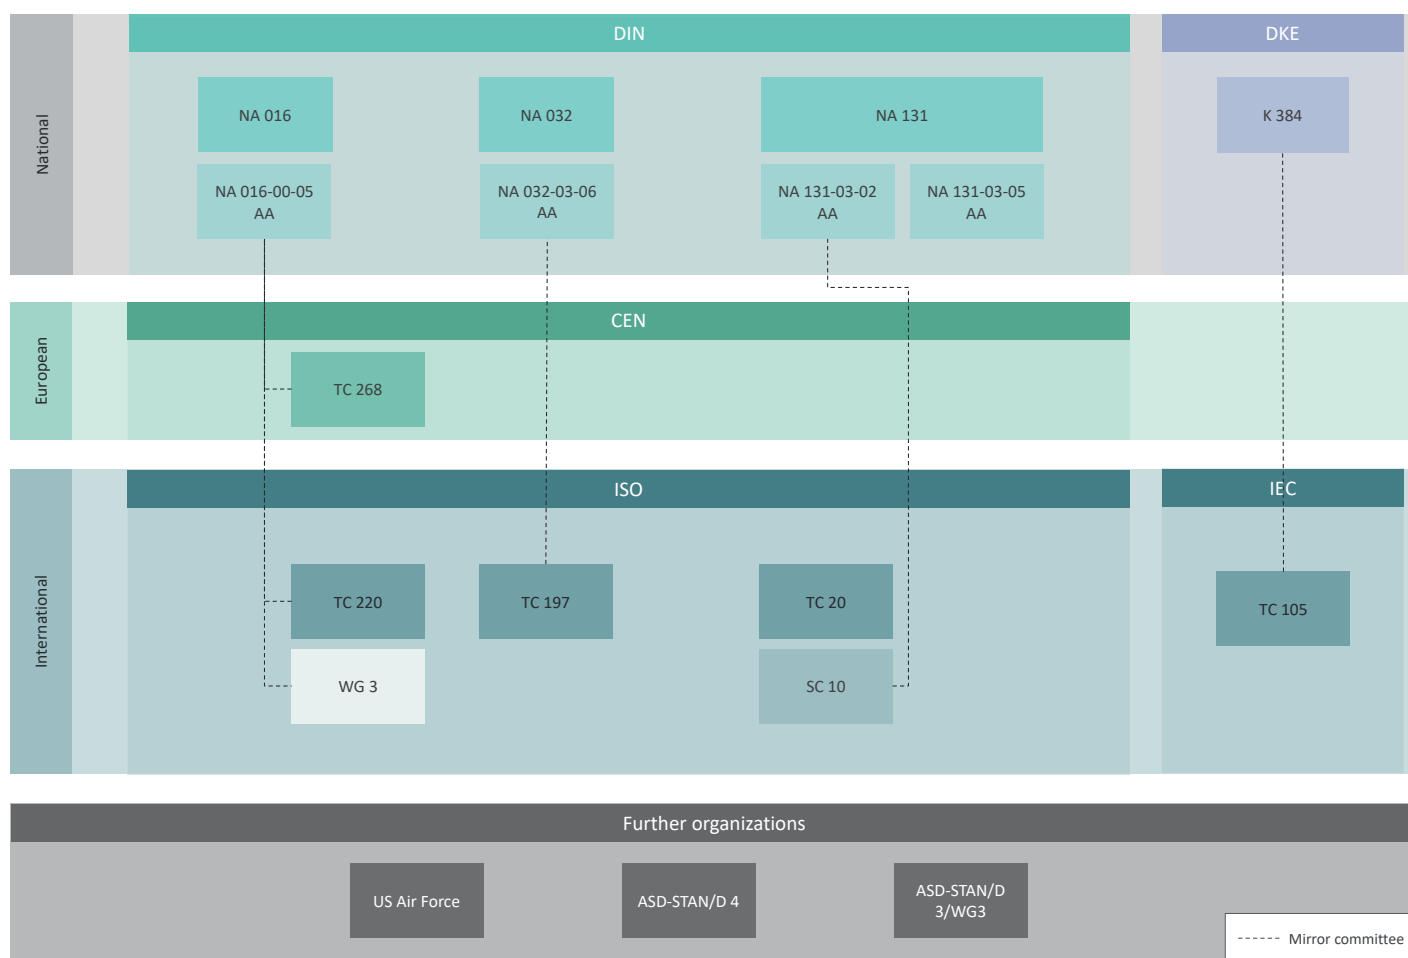 DIN
DKE
National
NA 016
NA 032
NA 131
K 384
NA 016-00-05
AA
NA 032-03-06
AA
NA 131-03-02
AA
NA 131-03-05
AA
European
CEN
TC 268
International
ISO
IEC
TC 220
TC 197
TC 20
TC 105
WG 3
SC 10
Further organizations
US Air Force
ASD-STAN/D 4
ASD-STAN/D
3/WG3
Mirror committee